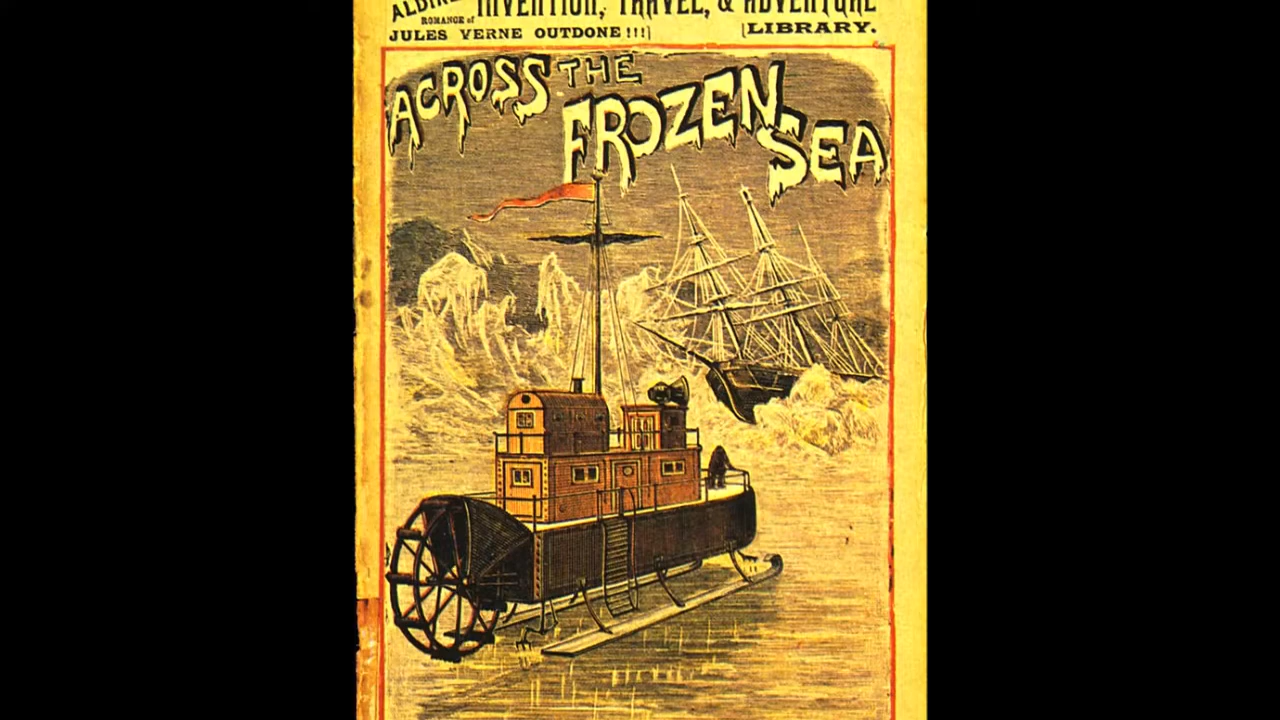 ROMANCE of INVENTION, TRAVEL, & ADVENTURE
JULES VERNE OUTDONE!!!] [LIBRARY.
ACROSS THE
FROZEN
SEA